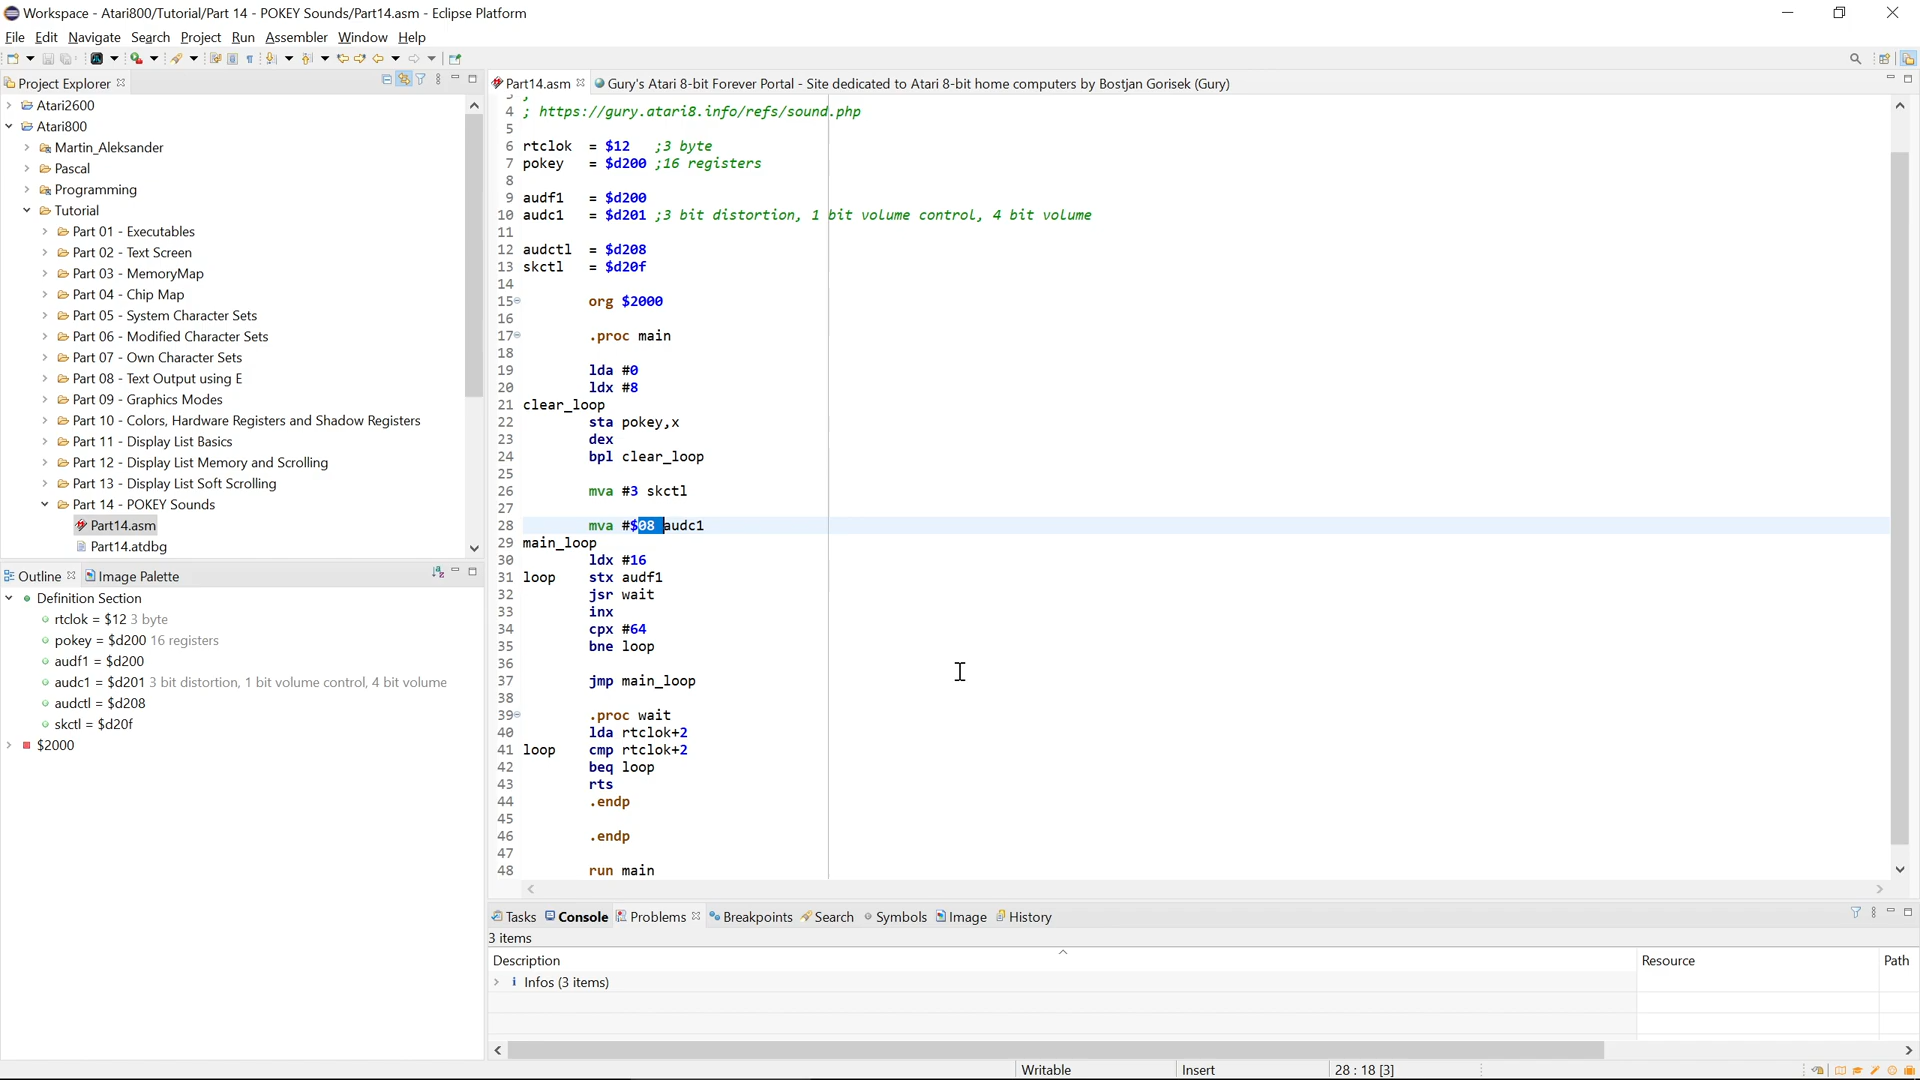 Workspace - Atari800/Tutorial/Part 14 - POKEY Sounds/Part14.asm - Eclipse Platform
File Edit Navigate Search Project Run Assembler Window Help
Project Explorer
Atari2600
Atari800
Martin_Aleksander
Pascal
Programming
Tutorial
Part 01 - Executables
Part 02 - Text Screen
Part 03 - MemoryMap
Part 04 - Chip Map
Part 05 - System Character Sets
Part 06 - Modified Character Sets
Part 07 - Own Character Sets
Part 08 - Text Output using E
Part 09 - Graphics Modes
Part 10 - Colors, Hardware Registers and Shadow Registers
Part 11 - Display List Basics
Part 12 - Display List Memory and Scrolling
Part 13 - Display List Soft Scrolling
Part 14 - POKEY Sounds
Part14.asm
Part14.atdbg
Outline Image Palette
Definition Section
rtclok = $12 3 byte
pokey = $d200 16 registers
audf1 = $d200
audc1 = $d201 3 bit distortion, 1 bit volume control, 4 bit volume
audctl = $d208
skctl = $d20f
$2000
Part14.asm Gury's Atari 8-bit Forever Portal - Site dedicated to Atari 8-bit home computers by Bostjan Gorisek (Gury)
4 ; https://gury.atari8.info/refs/sound.php
5
6 rtclok = $12 ;3 byte
7 pokey = $d200 ;16 registers
8
9 audf1 = $d200
10 audc1 = $d201 ;3 bit distortion, 1 bit volume control, 4 bit volume
11
12 audctl = $d208
13 skctl = $d20f
14
15 org $2000
16
17 .proc main
18
19 lda #0
20 ldx #8
21 clear_loop
22 sta pokey,x
23 dex
24 bpl clear_loop
25
26 mva #3 skctl
27
28 mva #$08 audc1
29 main_loop
30 ldx #16
31 loop stx audf1
32 jsr wait
33 inx
34 cpx #64
35 bne loop
36
37 jmp main_loop
38
39 .proc wait
40 lda rtclok+2
41 loop cmp rtclok+2
42 beq loop
43 rts
44 .endp
45
46 .endp
47
48 run main
Tasks Console Problems Breakpoints Search Symbols Image History
3 items
Description Resource Path
i Infos (3 items)
Writable Insert 28 : 18 [3]